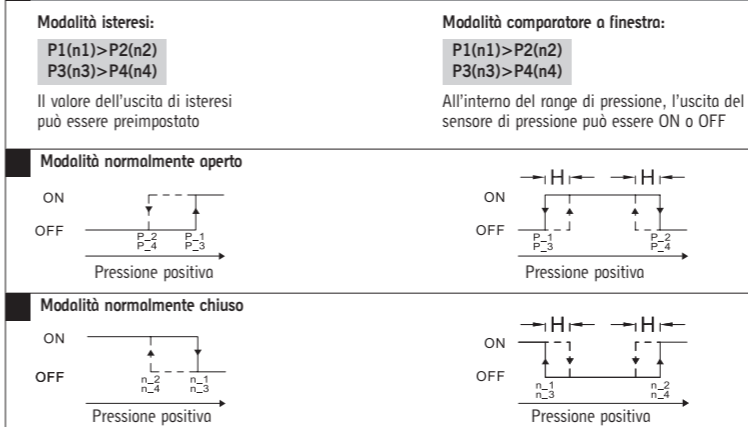 Modalità isteresi:
P1(n1)>P2(n2)
P3(n3)>P4(n4)
Il valore dell'uscita di isteresi
può essere preimpostato
Modalità comparatore a finestra:
P1(n1)>P2(n2)
P3(n3)>P4(n4)
All'interno del range di pressione, l'uscita del
sensore di pressione può essere ON o OFF
Modalità normalmente aperto
ON
OFF
P_2 P_1
P_4 P_3
Pressione positiva
H H
ON
OFF
P_1 P_2
P_3 P_4
Pressione positiva
Modalità normalmente chiuso
ON
OFF
n_2 n_1
n_4 n_3
Pressione positiva
H H
ON
OFF
n_1 n_2
n_3 n_4
Pressione positiva